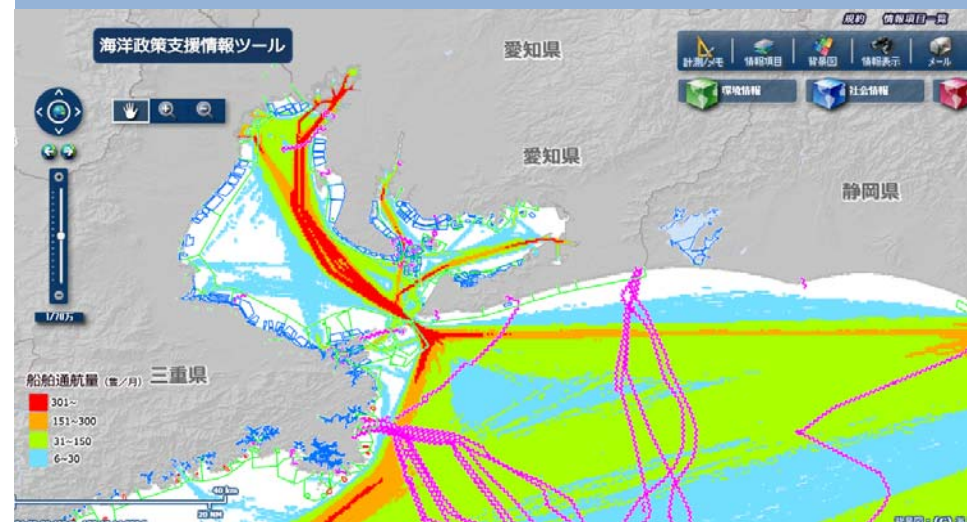 規約 情報項目一覧
海洋政策支援情報ツール
計測/メモ 情報項目 背景図 情報表示 メール
環境情報 社会情報
愛知県
愛知県
静岡県
1/70万
船舶通航量 (隻/月)
三重県
301~
151~300
31~150
6~30
40 km
20 NM